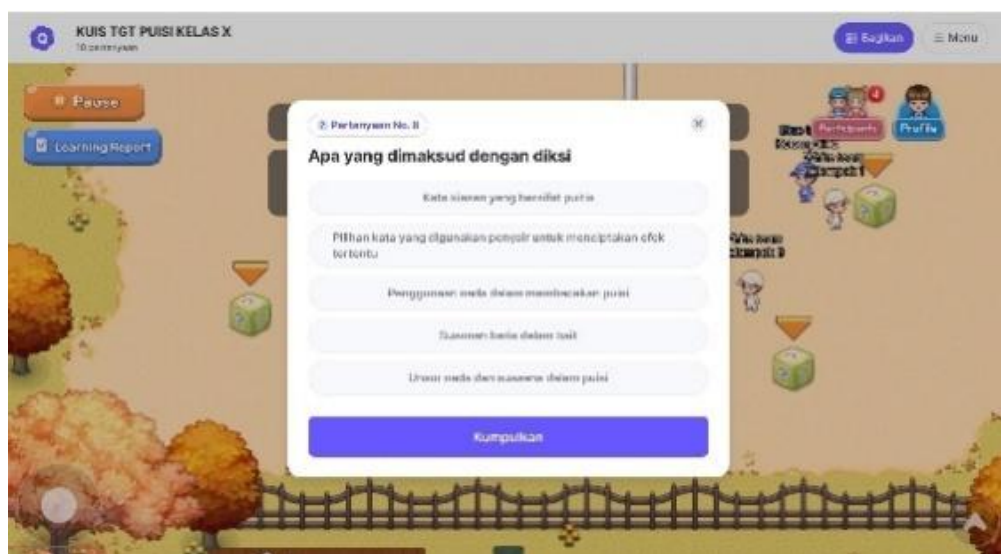 KUIS TGT PUISI KELAS X
10 pertanyaan
Bagikan
Menu
Pause
Learning Report
Participants
Profile
Pertanyaan No. 8
Apa yang dimaksud dengan diksi
Kata kiasan yang bersifat puitis
Pilihan kata yang digunakan penyair untuk menciptakan efek
tertentu
Penggunaan nada dalam membacakan puisi
Susunan baris dalam bait
Unsur nada dan suasana dalam puisi
Kumpulkan